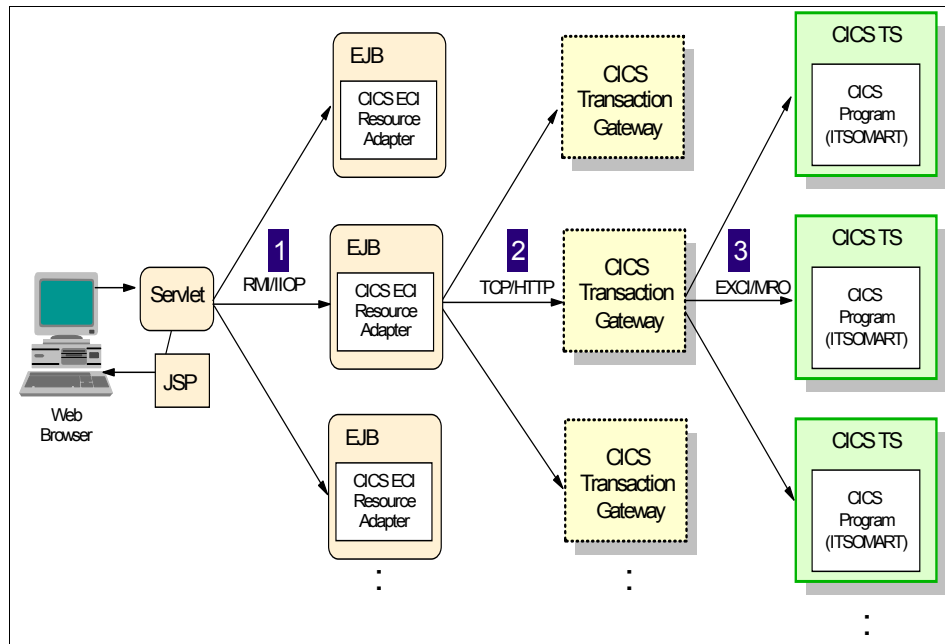 EJB
CICS ECI
Resource
Adapter
CICS
Transaction
Gateway
CICS TS
CICS
Program
(ITSOMART)
1
RMI/IIOP
EJB
CICS ECI
Resource
Adapter
2
TCP/HTTP
CICS
Transaction
Gateway
3
EXCI/MRO
CICS TS
CICS
Program
(ITSOMART)
Servlet
JSP
Web
Browser
EJB
CICS ECI
Resource
Adapter
CICS
Transaction
Gateway
CICS TS
CICS
Program
(ITSOMART)